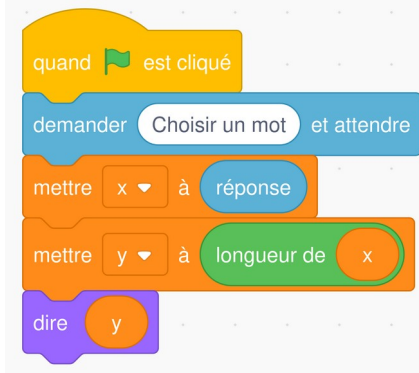 quand est cliqué
demander Choisir un mot et attendre
mettre x à réponse
mettre y à longueur de x
dire y